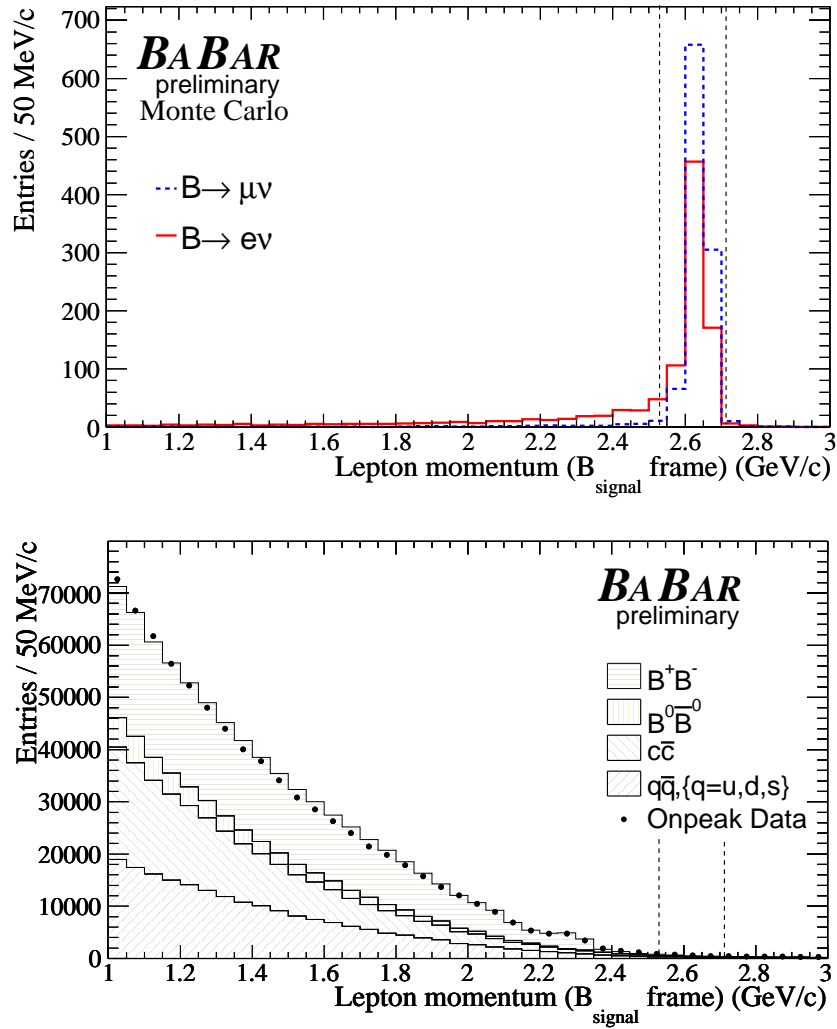 Entries / 50 MeV/c
700
600
500
400
300
200
100
0
BABAR
preliminary
Monte Carlo
B→ μν
B→ eν
1 1.2 1.4 1.6 1.8 2 2.2 2.4 2.6 2.8 3
Lepton momentum (B_signal frame) (GeV/c)
Entries / 50 MeV/c
70000
60000
50000
40000
30000
20000
10000
0
BABAR
preliminary
B⁺B⁻
B⁰B̅⁰
cc̅
qq̅,{q=u,d,s}
Onpeak Data
1 1.2 1.4 1.6 1.8 2 2.2 2.4 2.6 2.8 3
Lepton momentum (B_signal frame) (GeV/c)